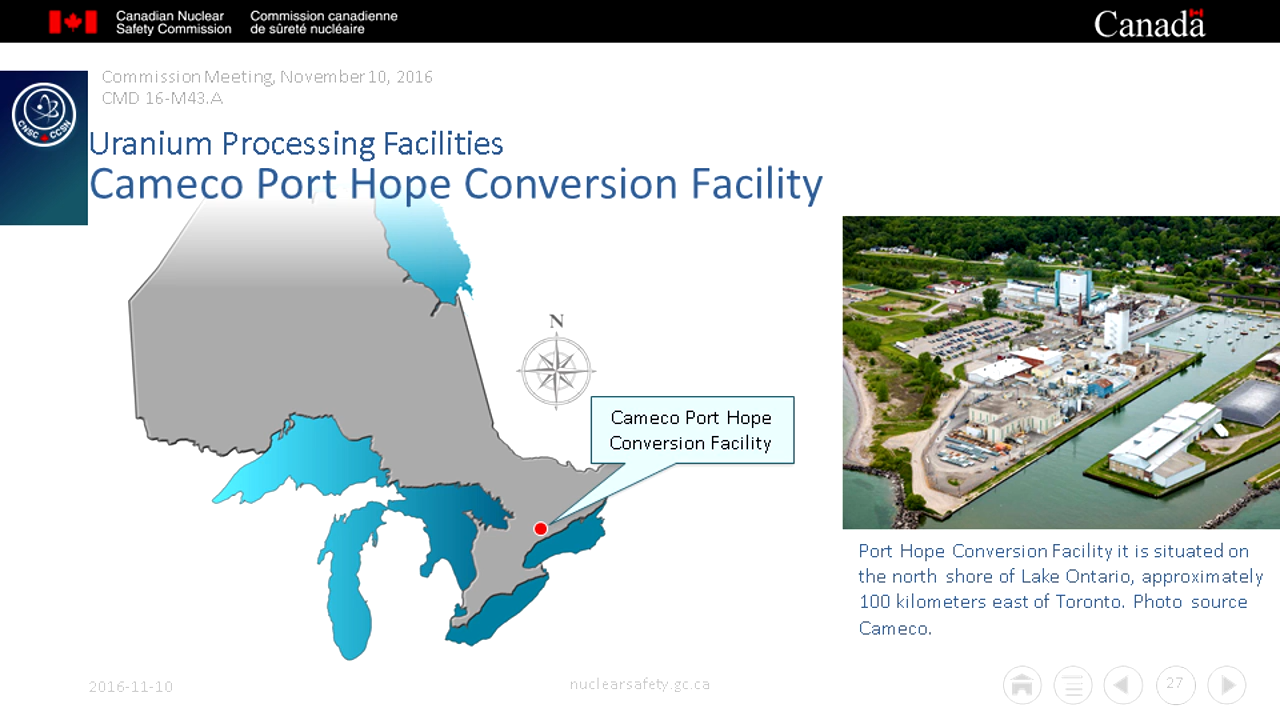 Canadian Nuclear
Safety Commission
Commission canadienne
de sûreté nucléaire
Canada
Commission Meeting, November 10, 2016
CMD 16-M43.A
CNSC CCSN
Uranium Processing Facilities
Cameco Port Hope Conversion Facility
N
Cameco Port Hope
Conversion Facility
Port Hope Conversion Facility it is situated on
the north shore of Lake Ontario, approximately
100 kilometers east of Toronto. Photo source
Cameco.
2016-11-10
nuclearsafety.gc.ca
27